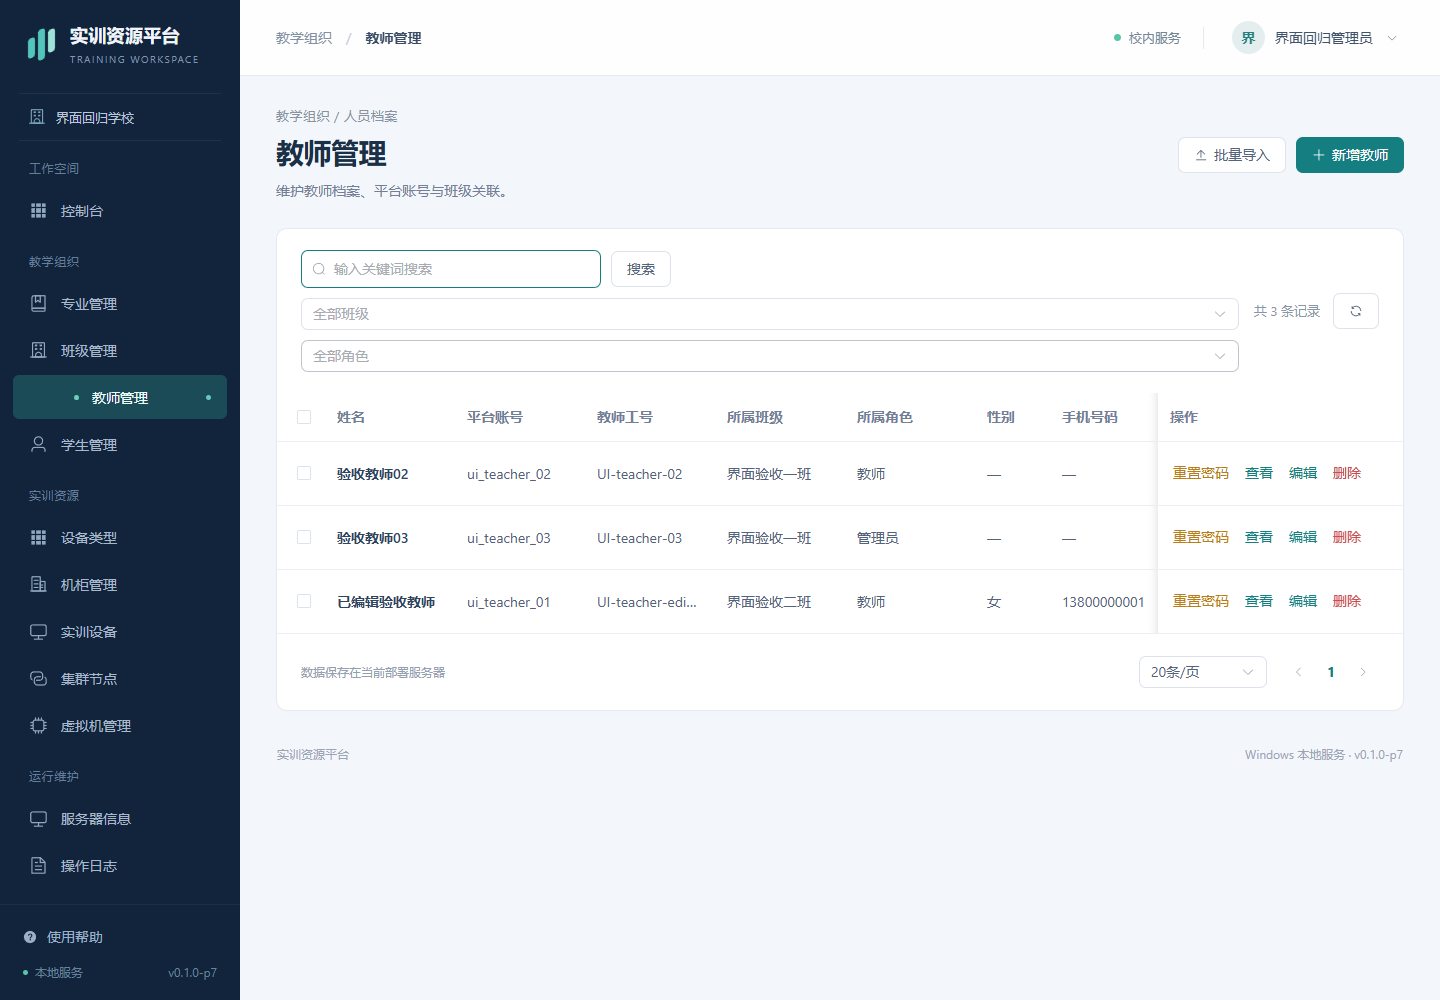 实训资源平台
TRAINING WORKSPACE
界面回归学校
工作空间
控制台
教学组织
专业管理
班级管理
教师管理
学生管理
实训资源
设备类型
机柜管理
实训设备
集群节点
虚拟机管理
运行维护
服务器信息
操作日志
使用帮助
本地服务 v0.1.0-p7
教学组织 / 教师管理
校内服务
界 界面回归管理员
教学组织 / 人员档案
教师管理
维护教师档案、平台账号与班级关联。
批量导入
新增教师
输入关键词搜索 搜索
全部班级
共 3 条记录
全部角色
姓名 平台账号 教师工号 所属班级 所属角色 性别 手机号码 操作
验收教师02 ui_teacher_02 UI-teacher-02 界面验收一班 教师 — — 重置密码 查看 编辑 删除
验收教师03 ui_teacher_03 UI-teacher-03 界面验收一班 管理员 — — 重置密码 查看 编辑 删除
已编辑验收教师 ui_teacher_01 UI-teacher-edi... 界面验收二班 教师 女 13800000001 重置密码 查看 编辑 删除
数据保存在当前部署服务器
20条/页 1
实训资源平台
Windows 本地服务 · v0.1.0-p7